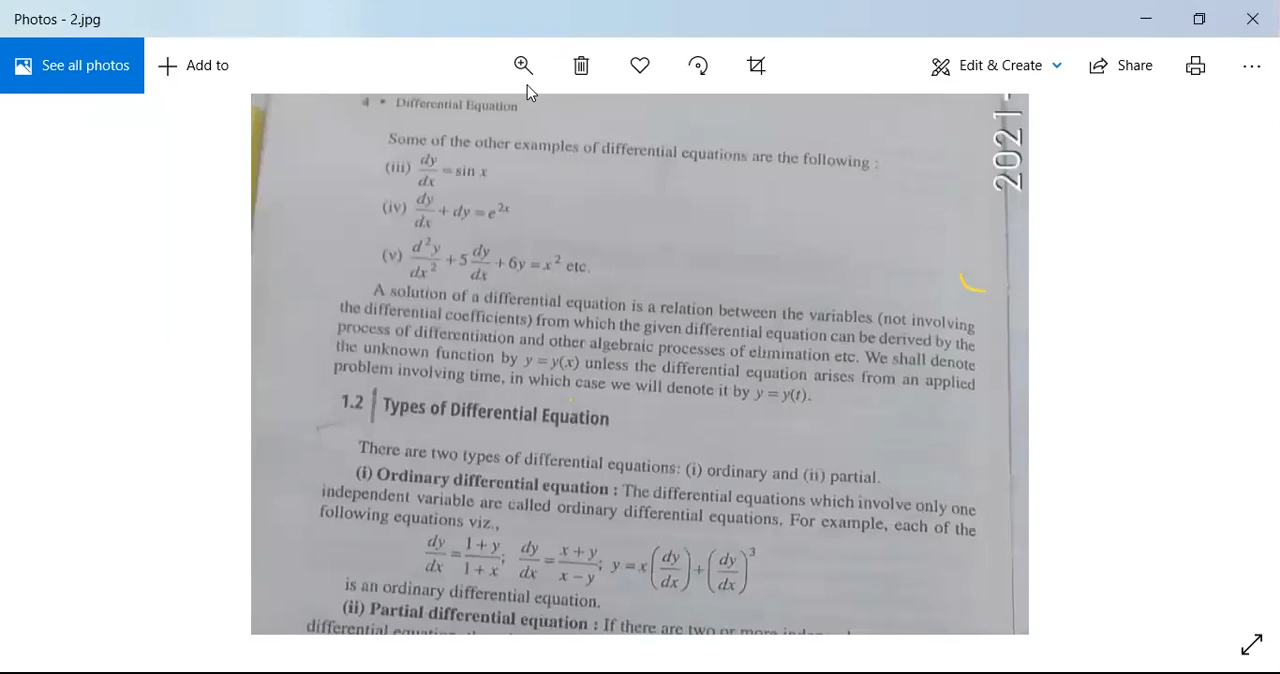 Photos - 2.jpg
See all photos
Add to
Edit & Create
Share
4 • Differential Equation
2021 -
Some of the other examples of differential equations are the following :
(iii) dy/dx = sin x
(iv) dy/dx + dy = e^2x
(v) d²y/dx² + 5 dy/dx + 6y = x² etc.
A solution of a differential equation is a relation between the variables (not involving
the differential coefficients) from which the given differential equation can be derived by the
process of differentiation and other algebraic processes of elimination etc. We shall denote
the unknown function by y = y(x) unless the differential equation arises from an applied
problem involving time, in which case we will denote it by y = y(t).
1.2 Types of Differential Equation
There are two types of differential equations: (i) ordinary and (ii) partial.
(i) Ordinary differential equation : The differential equations which involve only one
independent variable are called ordinary differential equations. For example, each of the
following equations viz.,
dy/dx = (1 + y)/(1 + x); dy/dx = (x + y)/(x − y); y = x(dy/dx) + (dy/dx)³
is an ordinary differential equation.
(ii) Partial differential equation : If there are two or more
differential